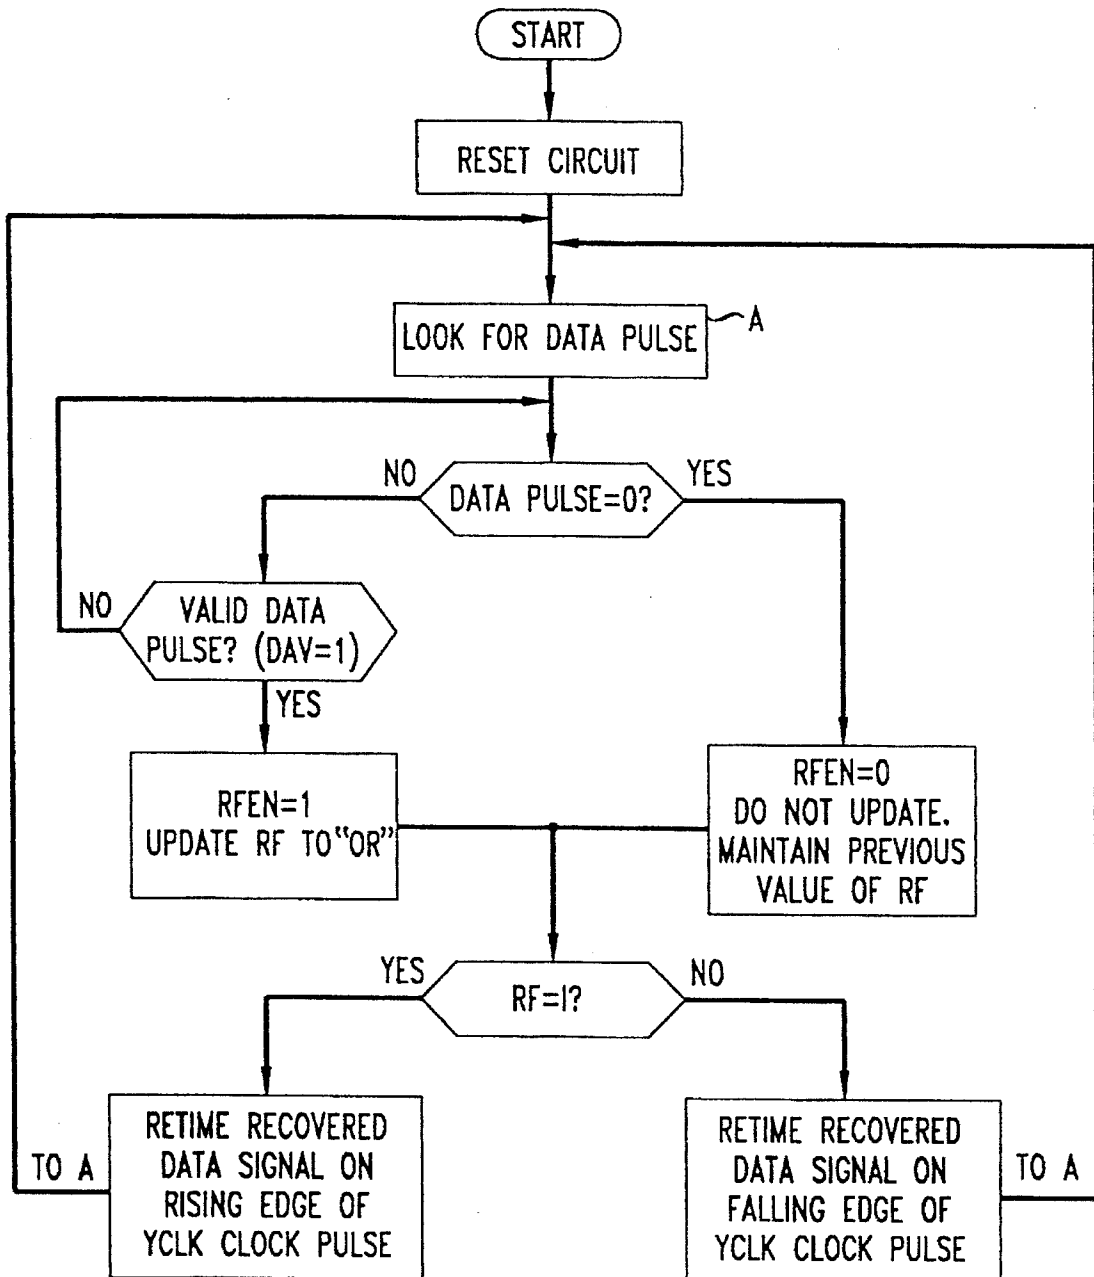 START
RESET CIRCUIT
LOOK FOR DATA PULSE
A
NO
YES
DATA PULSE=0?
NO
VALID DATA
PULSE? (DAV=1)
YES
RFEN=1
UPDATE RF TO "OR"
RFEN=0
DO NOT UPDATE.
MAINTAIN PREVIOUS
VALUE OF RF
YES
NO
RF=1?
RETIME RECOVERED
DATA SIGNAL ON
RISING EDGE OF
YCLK CLOCK PULSE
TO A
RETIME RECOVERED
DATA SIGNAL ON
FALLING EDGE OF
YCLK CLOCK PULSE
TO A